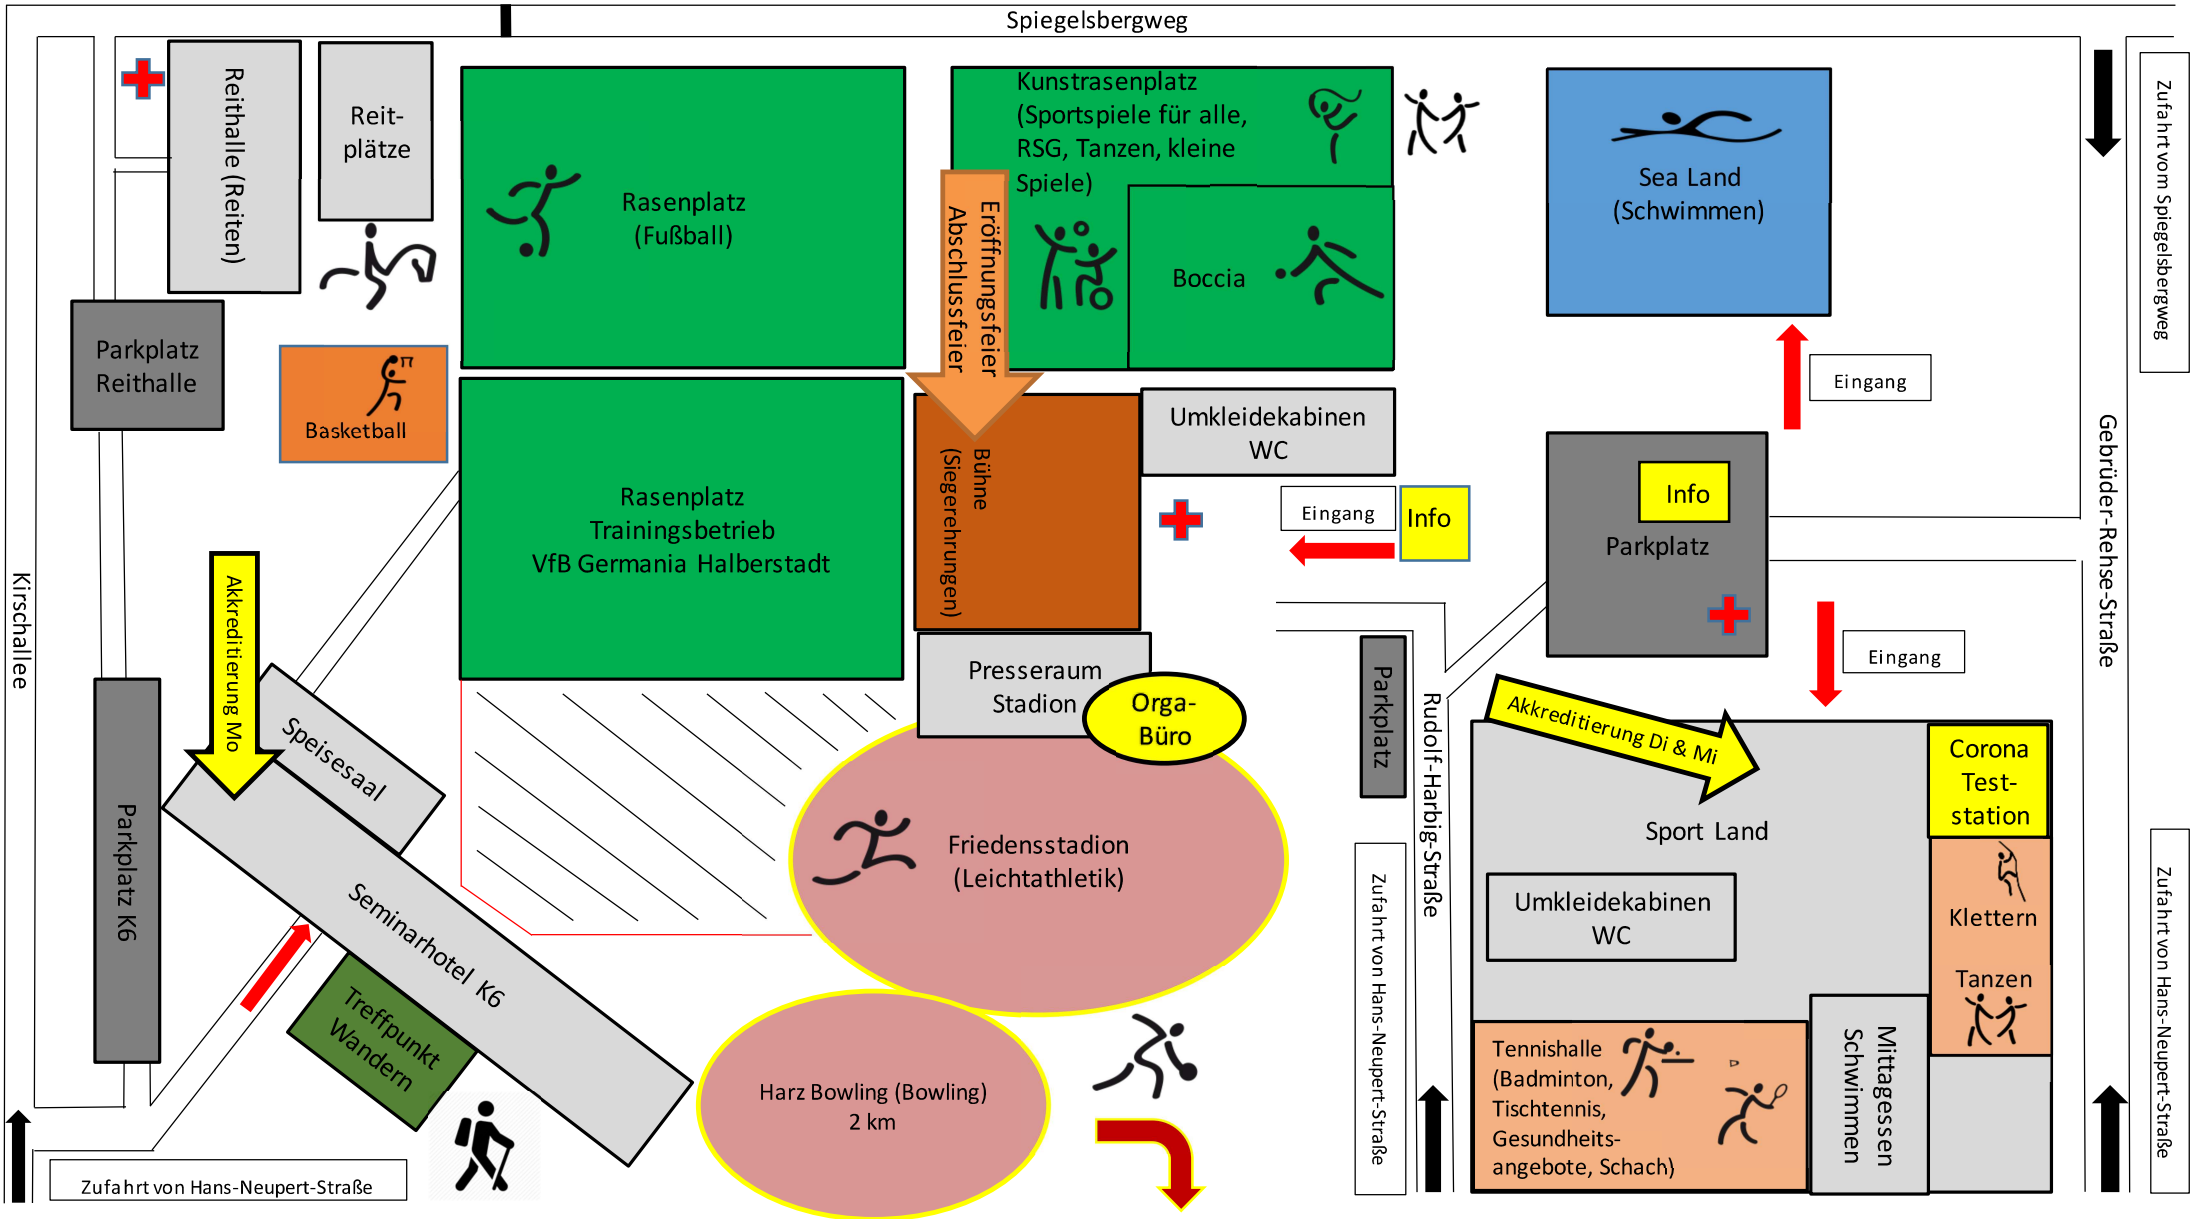 Spiegelsbergweg
Reithalle (Reiten)
Reit-
plätze
Rasenplatz
(Fußball)
Kunstrasenplatz
(Sportspiele für alle,
RSG, Tanzen, kleine
Spiele)
Eröffnungsfeier
Abschlussfeier
Boccia
Sea Land
(Schwimmen)
Zufahrt vom Spiegelsbergweg
Parkplatz
Reithalle
Basketball
Umkleidekabinen
WC
Eingang
Bühne
(Siegerehrungen)
Rasenplatz
Trainingsbetrieb
VfB Germania Halberstadt
Eingang
Info
Info
Parkplatz
Gebrüder-Rehse-Straße
Kirschallee
Akkreditierung Mo
Speisesaal
Presseraum
Stadion
Orga-
Büro
Parkplatz
Rudolf-Harbig-Straße
Eingang
Akkreditierung Di & Mi
Corona
Test-
station
Sport Land
Parkplatz K6
Seminarhotel K6
Friedensstadion
(Leichtathletik)
Umkleidekabinen
WC
Klettern
Tanzen
Zufahrt von Hans-Neupert-Straße
Zufahrt von Hans-Neupert-Straße
Treffpunkt
Wandern
Harz Bowling (Bowling)
2 km
Tennishalle
(Badminton,
Tischtennis,
Gesundheits-
angebote, Schach)
Mittagessen
Schwimmen
Zufahrt von Hans-Neupert-Straße